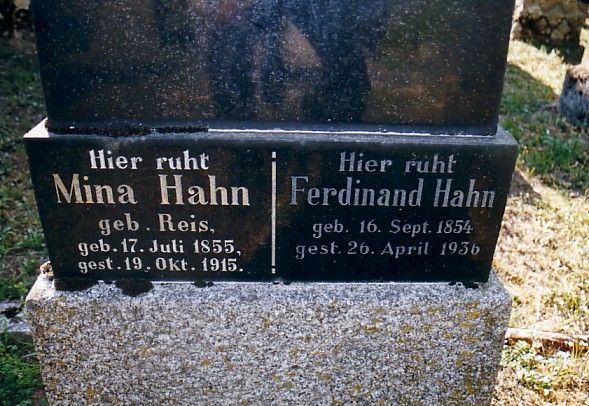 Hier ruht
Mina Hahn
geb. Reis,
geb. 17. Juli 1855,
gest. 19. Okt. 1915.
Hier ruht
Ferdinand Hahn
geb. 16. Sept. 1854
gest. 26. April 1936